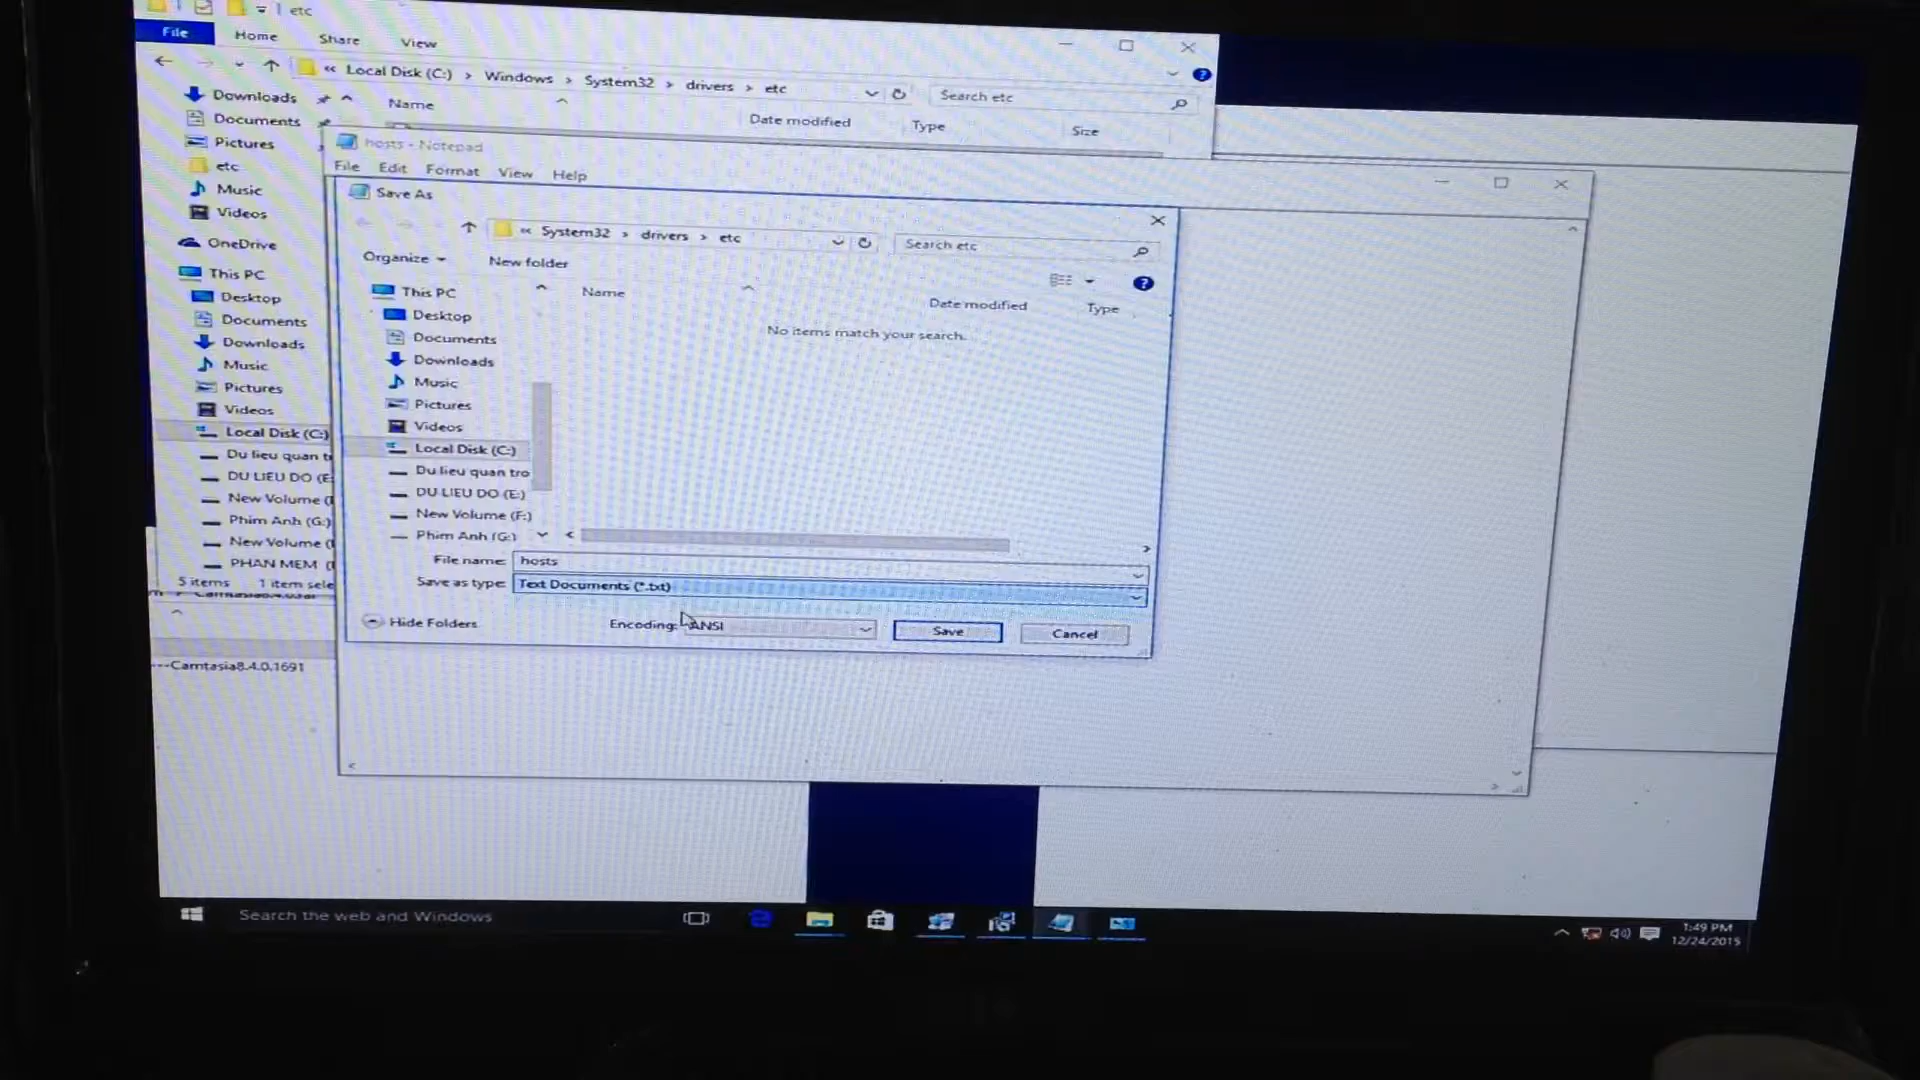 etc
File Home Share View
« Local Disk (C:) > Windows > System32 > drivers > etc
Search etc
Name Date modified Type Size
Downloads
Documents
Pictures
etc
Music
Videos
OneDrive
This PC
Desktop
Documents
Downloads
Music
Pictures
Videos
Local Disk (C:)
Du lieu quan t
DU LIEU DO (E:
New Volume (
Phim Anh (G:)
New Volume (
PHAN MEM (
5 items 1 item sele
---Camtasia8.4.0.1691
hosts - Notepad
File Edit Format View Help
Save As
« System32 > drivers > etc
Search etc
Organize New folder
Name Date modified Type
No items match your search.
This PC
Desktop
Documents
Downloads
Music
Pictures
Videos
Local Disk (C:)
Du lieu quan tro
DU LIEU DO (E:)
New Volume (F:)
Phim Anh (G:)
File name: hosts
Save as type: Text Documents (*.txt)
Hide Folders
Encoding: ANSI
Save Cancel
Search the web and Windows
1:49 PM
12/24/2015